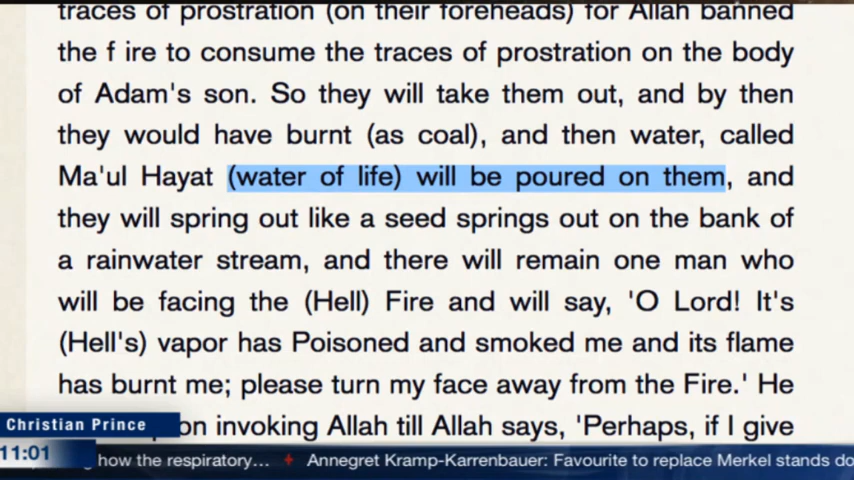 traces of prostration (on their foreheads) for Allah banned
the f ire to consume the traces of prostration on the body
of Adam's son. So they will take them out, and by then
they would have burnt (as coal), and then water, called
Ma'ul Hayat (water of life) will be poured on them, and
they will spring out like a seed springs out on the bank of
a rainwater stream, and there will remain one man who
will be facing the (Hell) Fire and will say, 'O Lord! It's
(Hell's) vapor has Poisoned and smoked me and its flame
has burnt me; please turn my face away from the Fire.' He
on invoking Allah till Allah says, 'Perhaps, if I give
Christian Prince
11:01 how the respiratory... Annegret Kramp-Karrenbauer: Favourite to replace Merkel stands